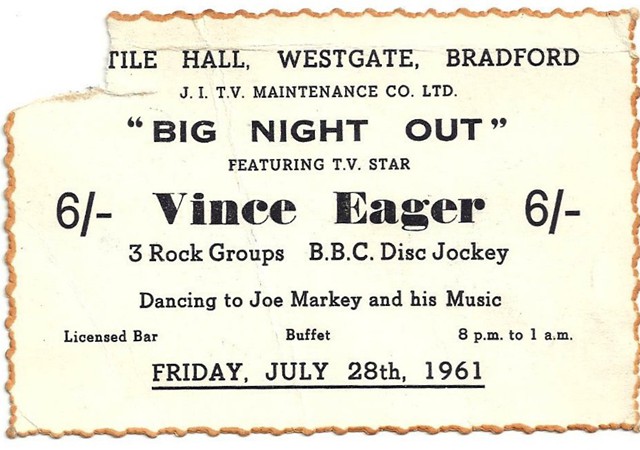 TILE HALL, WESTGATE, BRADFORD
J. I. T.V. MAINTENANCE CO. LTD.
"BIG NIGHT OUT"
FEATURING T.V. STAR
6/- Vince Eager 6/-
3 Rock Groups B.B.C. Disc Jockey
Dancing to Joe Markey and his Music
Licensed Bar Buffet 8 p.m. to 1 a.m.
FRIDAY, JULY 28th, 1961